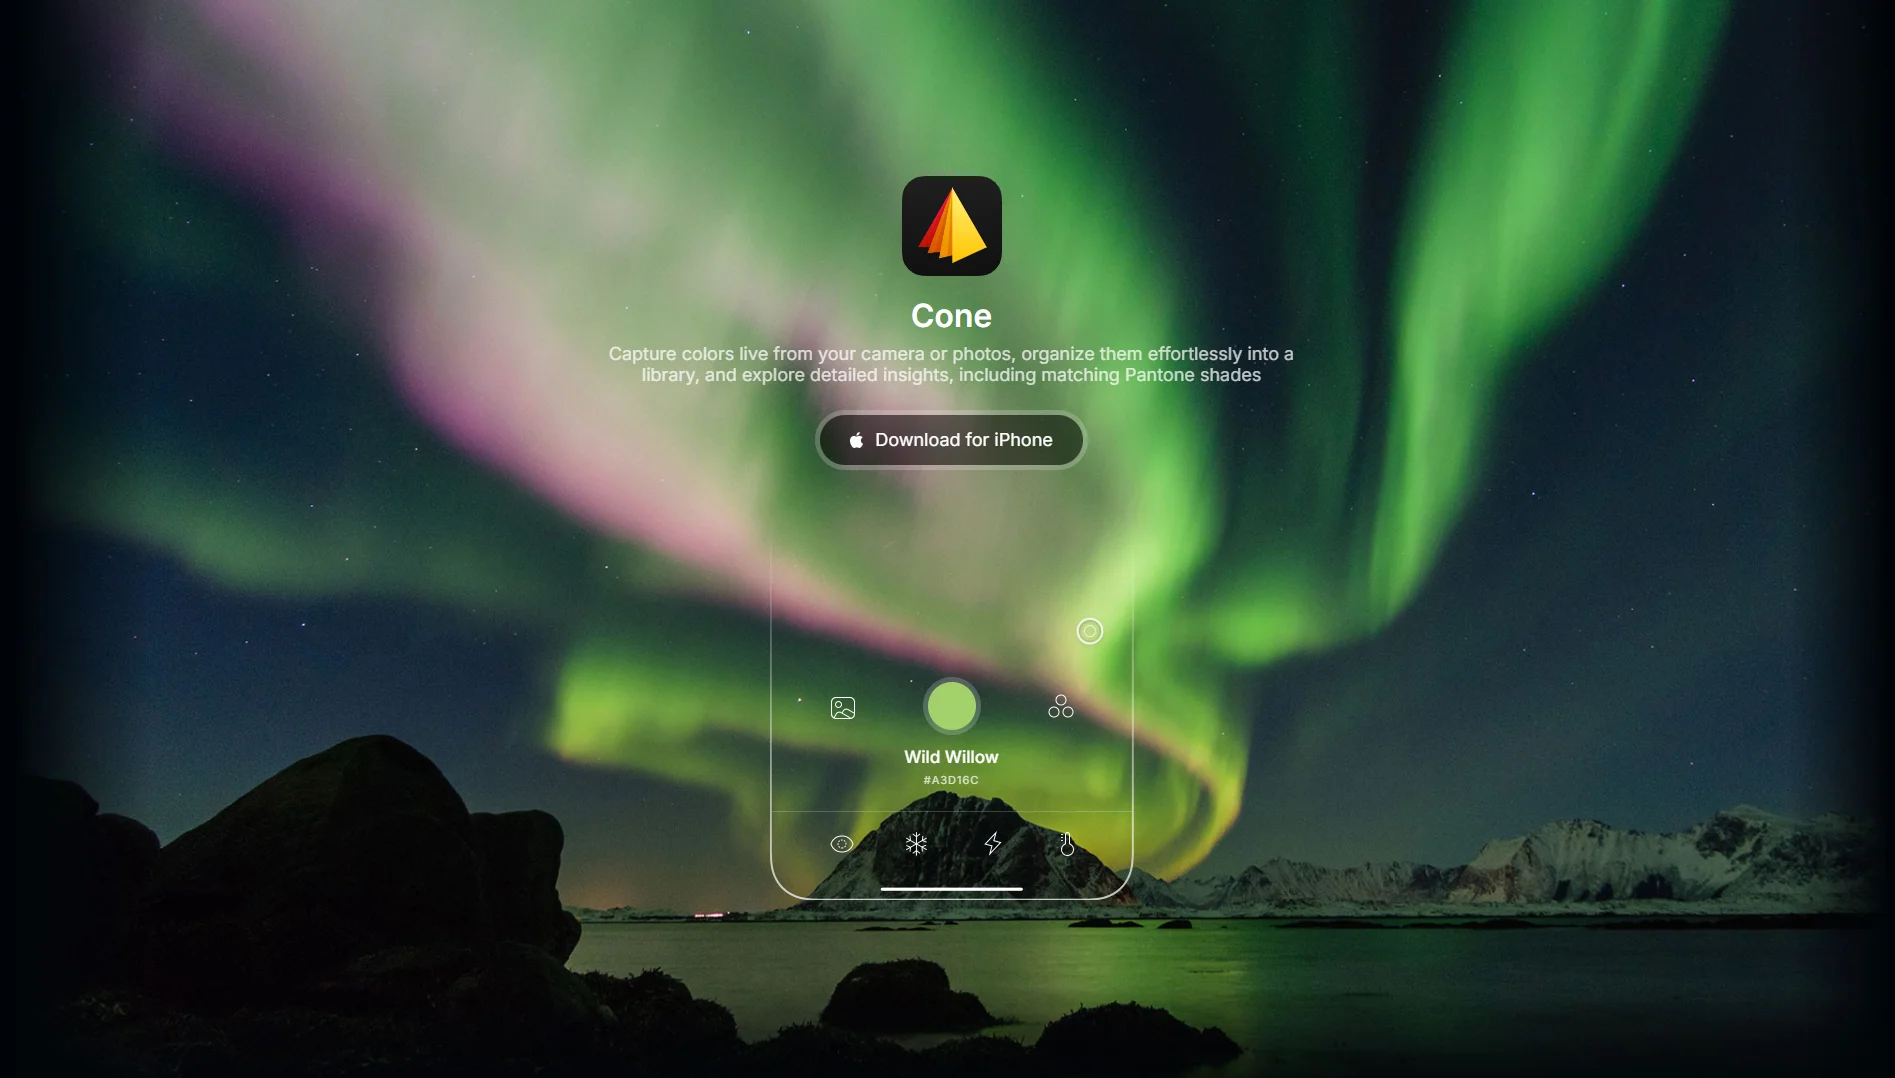 Cone
Capture colors live from your camera or photos, organize them effortlessly into a
library, and explore detailed insights, including matching Pantone shades
Download for iPhone
Wild Willow
#A3D16C